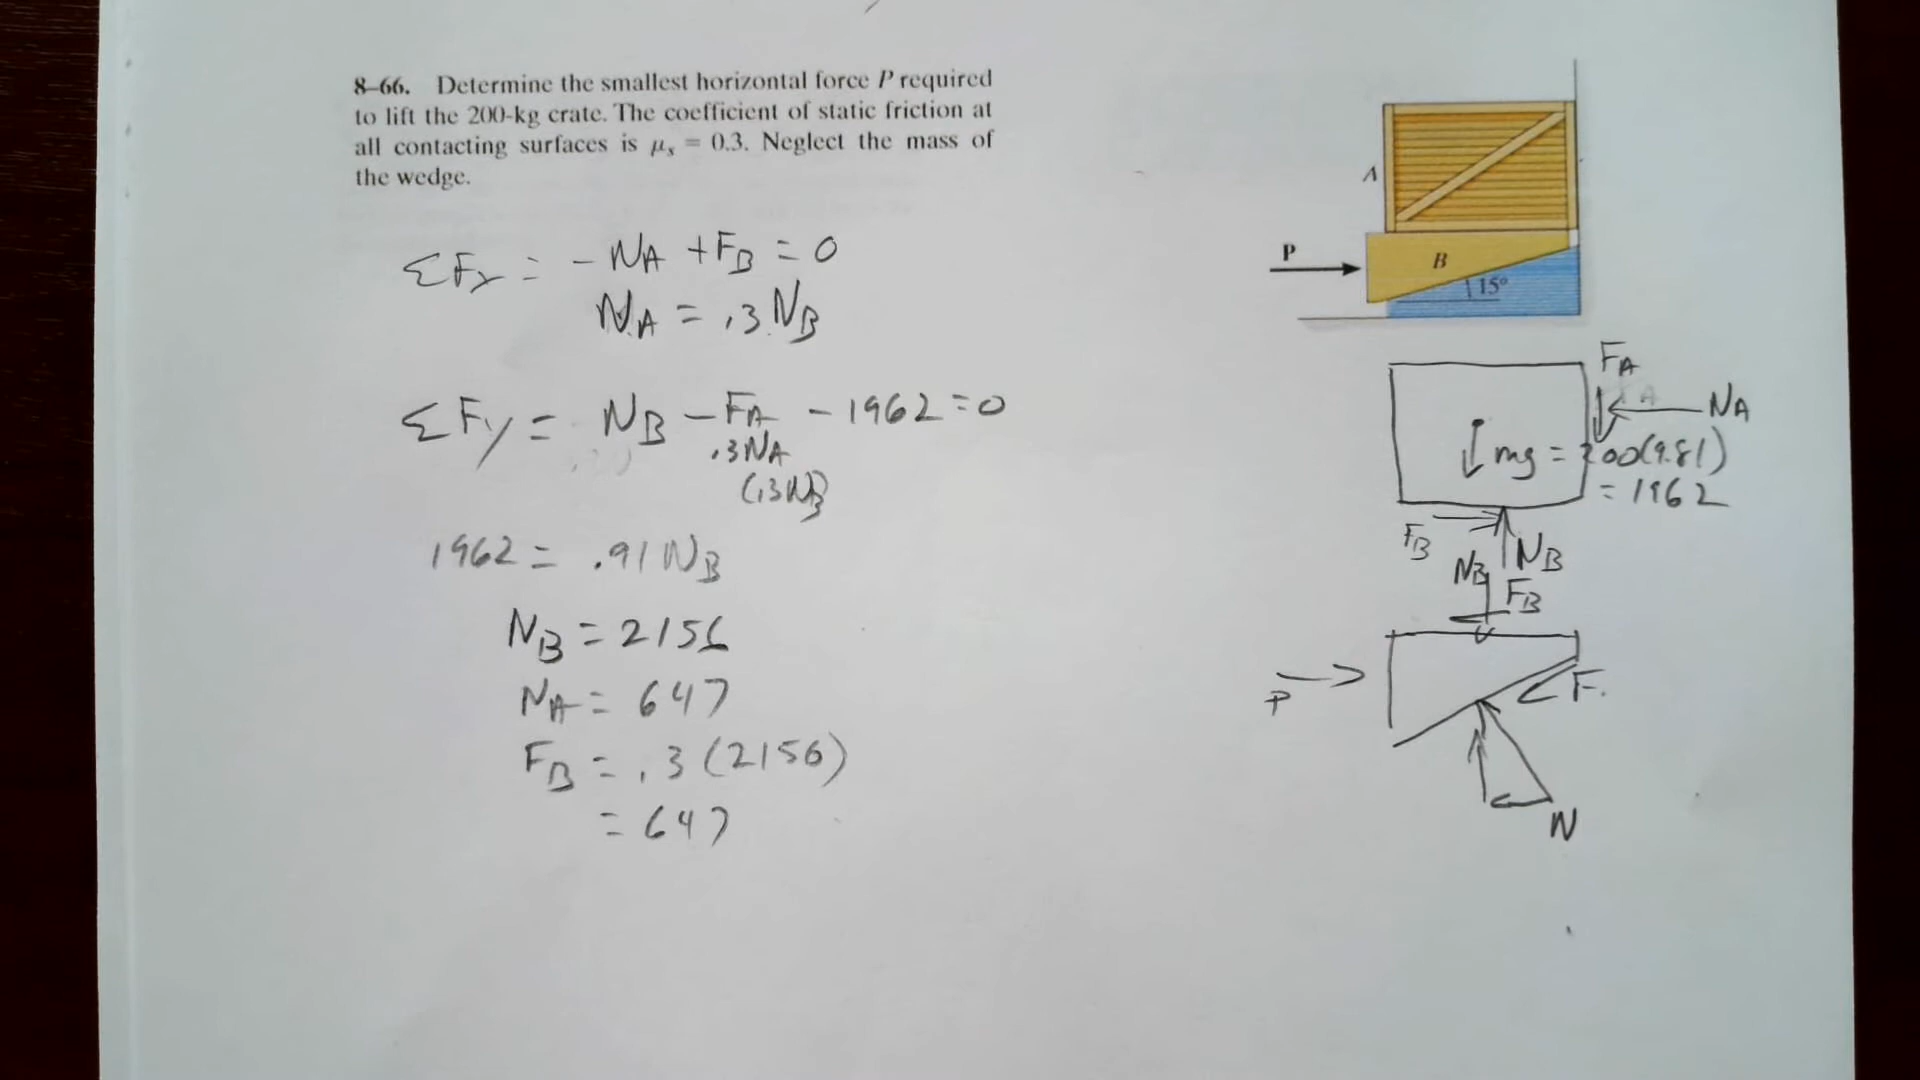 8–66. Determine the smallest horizontal force P required
to lift the 200-kg crate. The coefficient of static friction at
all contacting surfaces is μs = 0.3. Neglect the mass of
the wedge.
A
P
B
15°
ΣFx = - NA + FB = 0
NA = .3 NB
ΣFy = NB - FA - 1962 = 0
.3NA
(.3NB)
1962 = .91 NB
NB = 2156
NA = 647
FB = .3 (2156)
= 647
FA
NA
mg = 200(9.81)
= 1962
FB
NB
NB
FB
P
F
N